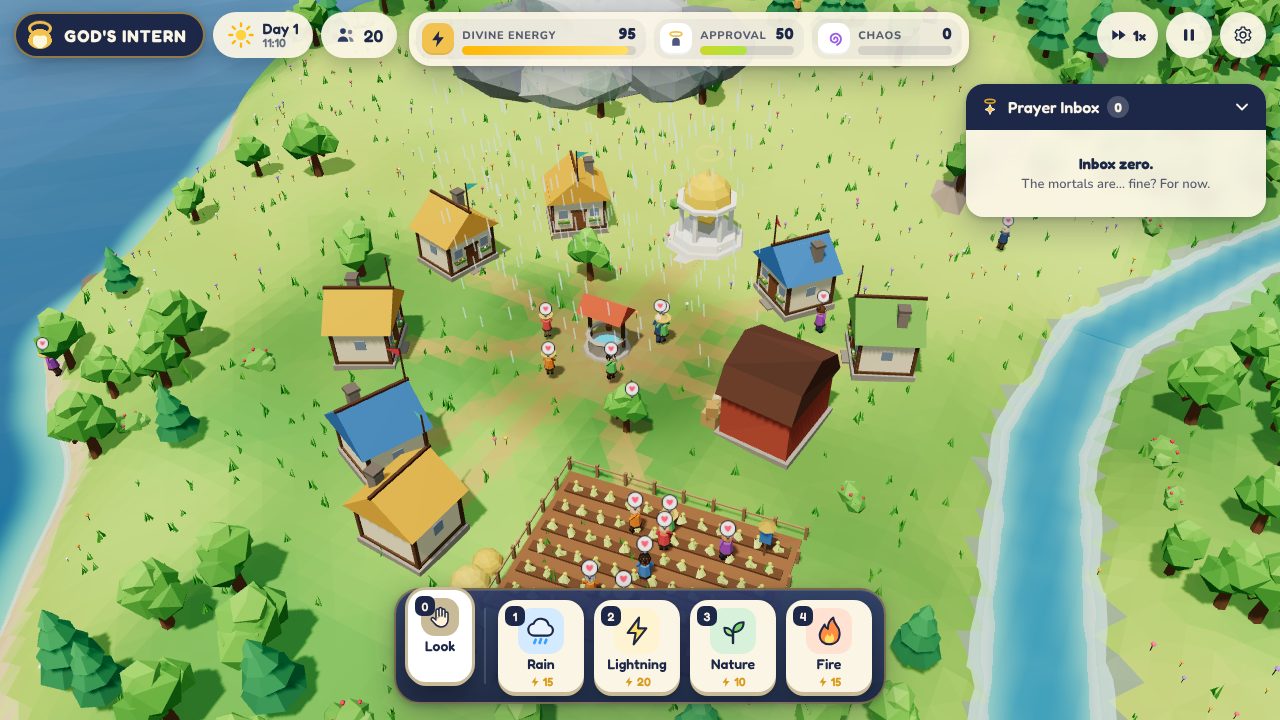 GOD'S INTERN
Day 1
11:10
20
DIVINE ENERGY 95
APPROVAL 50
CHAOS 0
1x
Prayer Inbox 0
Inbox zero.
The mortals are... fine? For now.
0
Look
1
Rain
15
2
Lightning
20
3
Nature
10
4
Fire
15